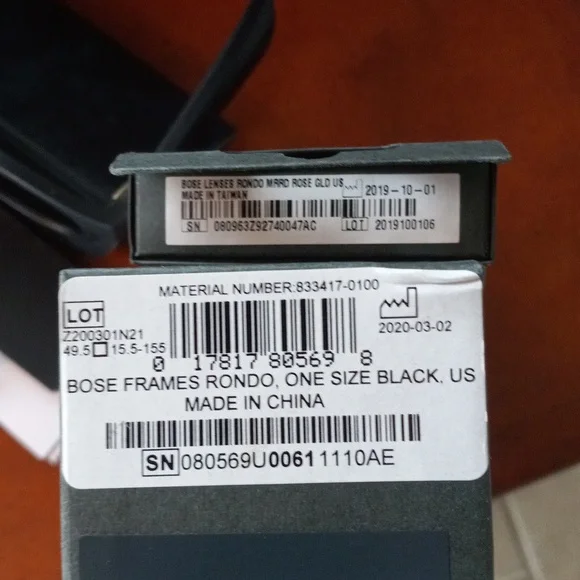 BOSE LENSES RONDO MRRD ROSE GLD US
MADE IN TAIWAN
2019-10-01
SN 080963Z92740047AC
LOT 2019100106
MATERIAL NUMBER:833417-0100
LOT
Z200301N21
49.5□15.5-155
2020-03-02
0 17817 80569 8
BOSE FRAMES RONDO, ONE SIZE BLACK, US
MADE IN CHINA
SN 080569U00611110AE